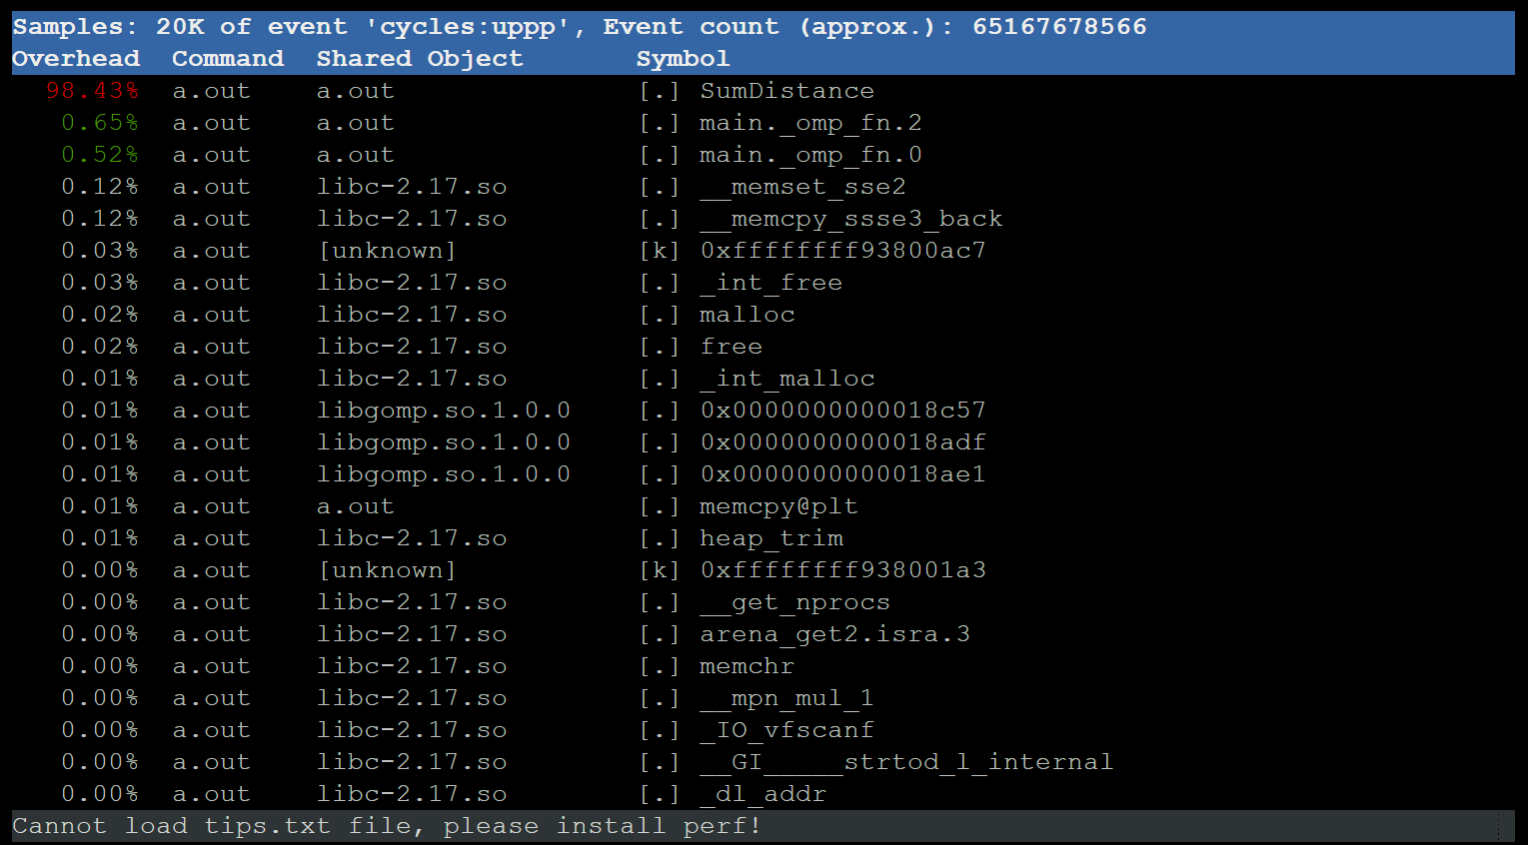 Samples: 20K of event 'cycles:uppp', Event count (approx.): 65167678566
Overhead  Command  Shared Object       Symbol
98.43%  a.out    a.out               [.] SumDistance
0.65%  a.out    a.out               [.] main._omp_fn.2
0.52%  a.out    a.out               [.] main._omp_fn.0
0.12%  a.out    libc-2.17.so        [.] __memset_sse2
0.12%  a.out    libc-2.17.so        [.] __memcpy_ssse3_back
0.03%  a.out    [unknown]           [k] 0xffffffff93800ac7
0.03%  a.out    libc-2.17.so        [.] _int_free
0.02%  a.out    libc-2.17.so        [.] malloc
0.02%  a.out    libc-2.17.so        [.] free
0.01%  a.out    libc-2.17.so        [.] _int_malloc
0.01%  a.out    libgomp.so.1.0.0    [.] 0x0000000000018c57
0.01%  a.out    libgomp.so.1.0.0    [.] 0x0000000000018adf
0.01%  a.out    libgomp.so.1.0.0    [.] 0x0000000000018ae1
0.01%  a.out    a.out               [.] memcpy@plt
0.01%  a.out    libc-2.17.so        [.] heap_trim
0.00%  a.out    [unknown]           [k] 0xffffffff938001a3
0.00%  a.out    libc-2.17.so        [.] __get_nprocs
0.00%  a.out    libc-2.17.so        [.] arena_get2.isra.3
0.00%  a.out    libc-2.17.so        [.] memchr
0.00%  a.out    libc-2.17.so        [.] __mpn_mul_1
0.00%  a.out    libc-2.17.so        [.] _IO_vfscanf
0.00%  a.out    libc-2.17.so        [.] __GI_____strtod_l_internal
0.00%  a.out    libc-2.17.so        [.] _dl_addr
Cannot load tips.txt file, please install perf!